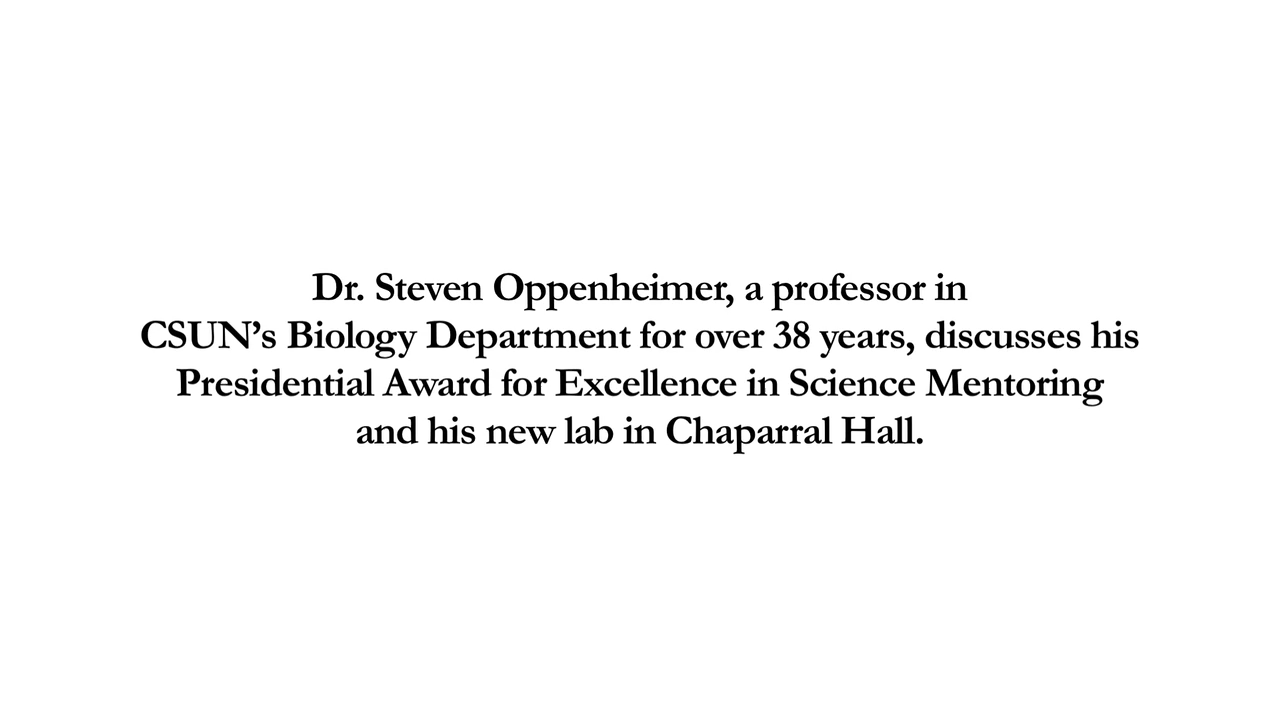 Dr. Steven Oppenheimer, a professor in
CSUN’s Biology Department for over 38 years, discusses his
Presidential Award for Excellence in Science Mentoring
and his new lab in Chaparral Hall.